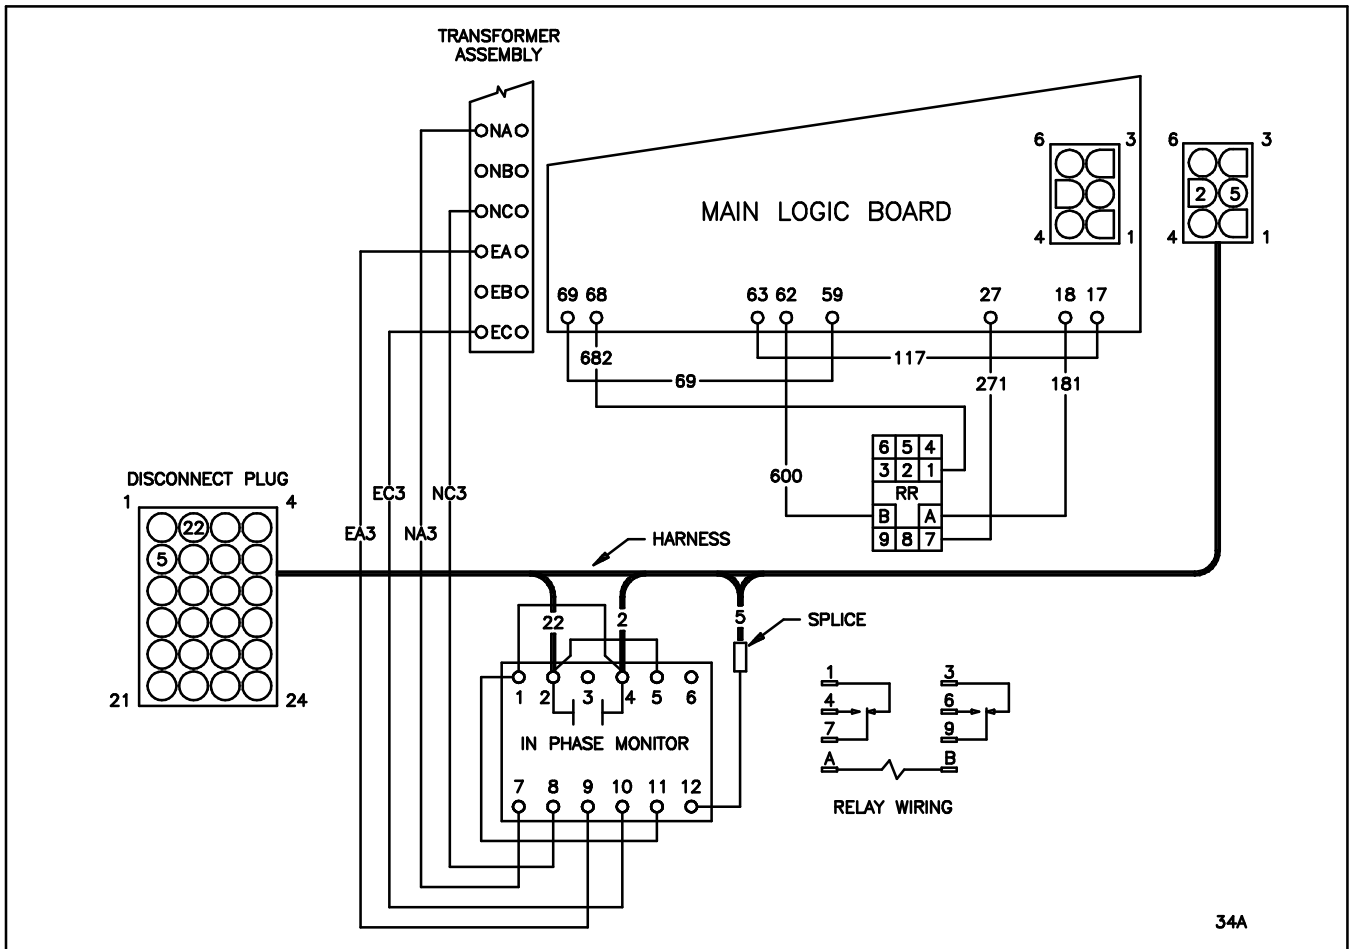 TRANSFORMER
ASSEMBLY
NA
NB
NC
EA
EB
EC
MAIN LOGIC BOARD
6 3
4 1
6 3
2 5
4 1
69 68 63 62 59 27 18 17
682
117
69
271
181
600
6 5 4
3 2 1
RR
B A
9 8 7
DISCONNECT PLUG
1 4
22
5
21 24
EC3 NC3
EA3 NA3
HARNESS
22 2 5
SPLICE
1 2 3 4 5 6
IN PHASE MONITOR
7 8 9 10 11 12
1 3
4 6
7 9
A B
RELAY WIRING
34A